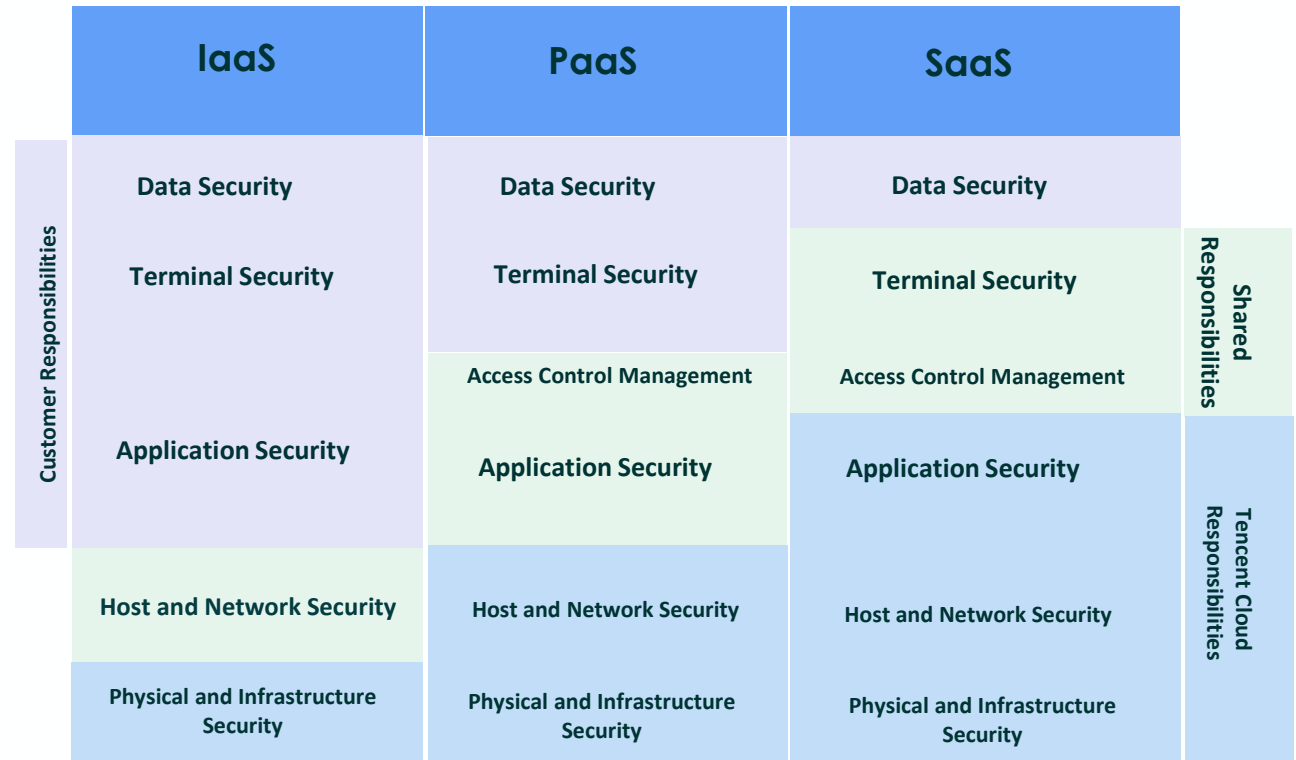 IaaS
PaaS
SaaS
Customer Responsibilities
Data Security
Data Security
Data Security
Terminal Security
Terminal Security
Terminal Security
Shared
Responsibilities
Access Control Management
Access Control Management
Application Security
Application Security
Application Security
Host and Network Security
Host and Network Security
Host and Network Security
Tencent Cloud
Responsibilities
Physical and Infrastructure
Security
Physical and Infrastructure
Security
Physical and Infrastructure
Security